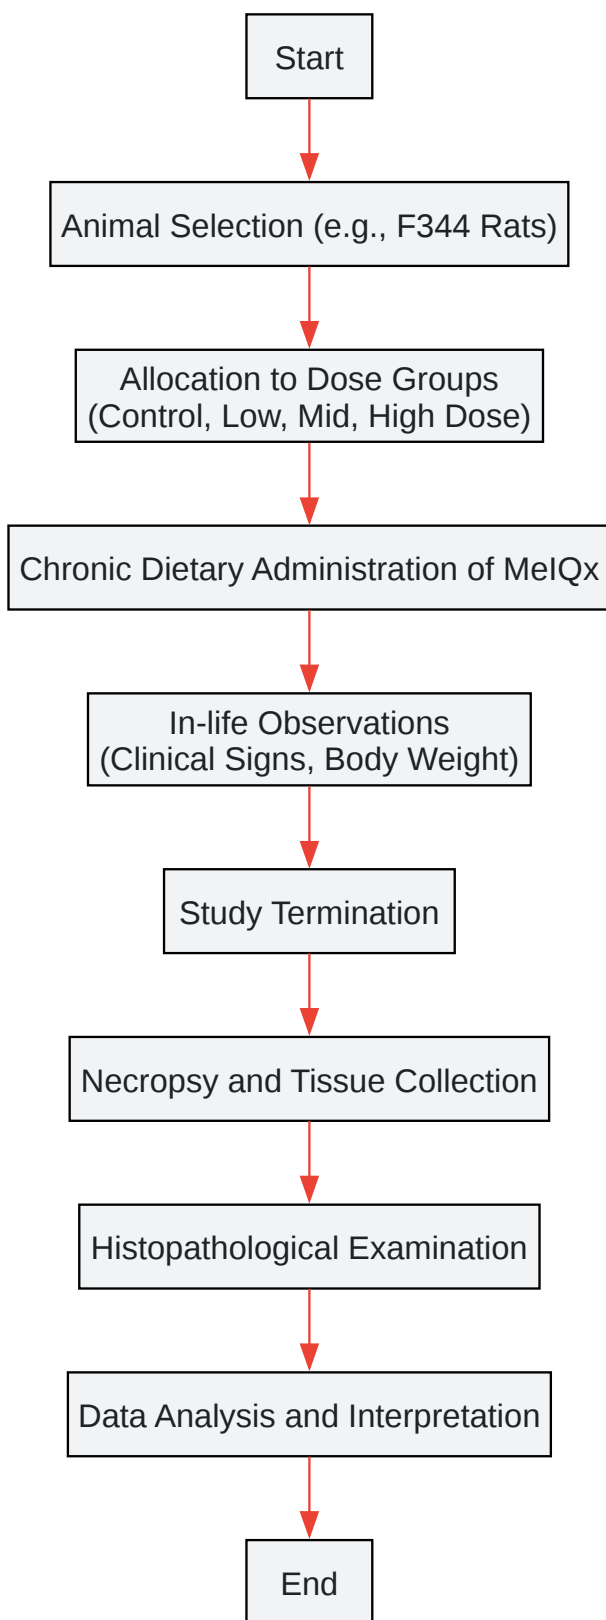 Start
Animal Selection (e.g., F344 Rats)
Allocation to Dose Groups
(Control, Low, Mid, High Dose)
Chronic Dietary Administration of MeIQx
In-life Observations
(Clinical Signs, Body Weight)
Study Termination
Necropsy and Tissue Collection
Histopathological Examination
Data Analysis and Interpretation
End